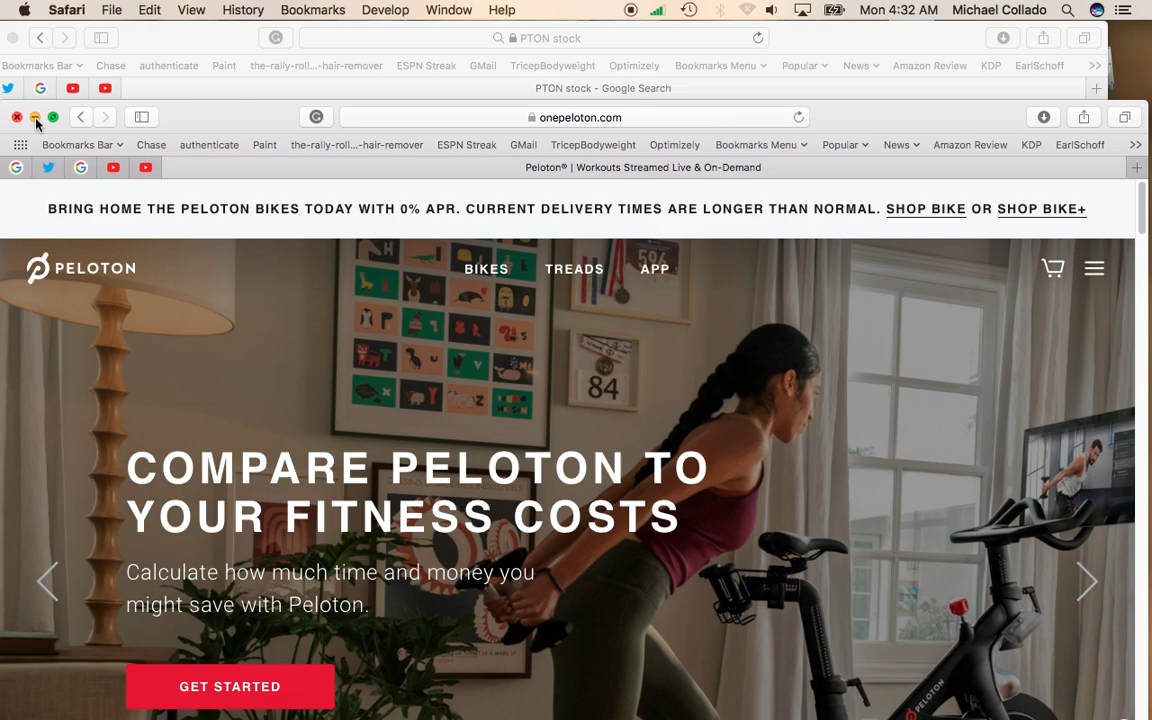 Safari File Edit View History Bookmarks Develop Window Help Mon 4:32 AM Michael Collado
PTON stock
Bookmarks Bar Chase authenticate Paint the-rally-roll...-hair-remover ESPN Streak GMail TricepBodyweight Optimizely Bookmarks Menu Popular News Amazon Review KDP EarlSchoff >>
PTON stock - Google Search
onepeloton.com
Bookmarks Bar Chase authenticate Paint the-rally-roll...-hair-remover ESPN Streak GMail TricepBodyweight Optimizely Bookmarks Menu Popular News Amazon Review KDP EarlSchoff >>
Peloton® | Workouts Streamed Live & On-Demand
BRING HOME THE PELOTON BIKES TODAY WITH 0% APR. CURRENT DELIVERY TIMES ARE LONGER THAN NORMAL. SHOP BIKE OR SHOP BIKE+
PELOTON BIKES TREADS APP
596
84
COMPARE PELOTON TO
YOUR FITNESS COSTS
Calculate how much time and money you
might save with Peloton.
GET STARTED
PELOTON